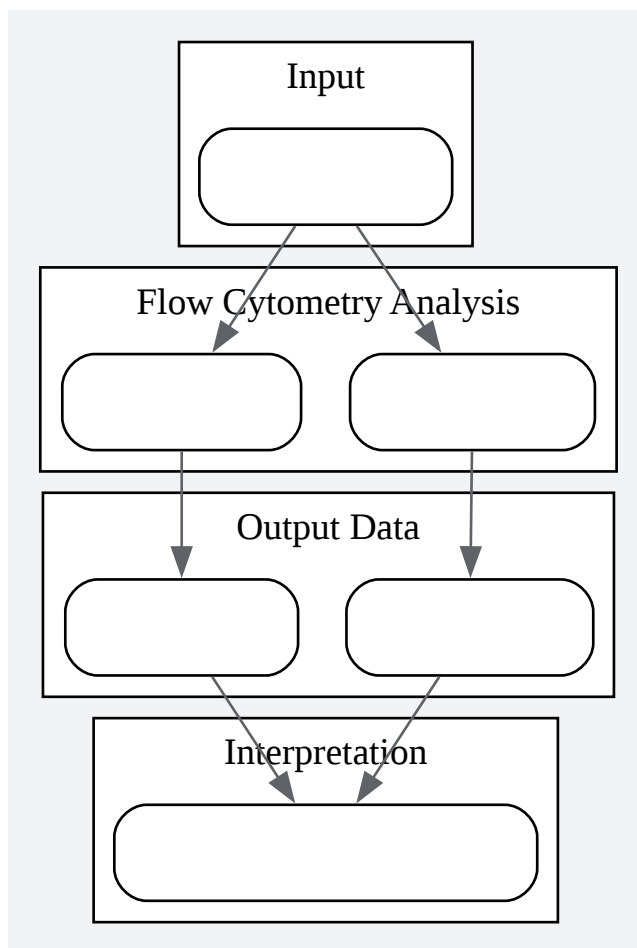 Input
Flow Cytometry Analysis
Output Data
Interpretation